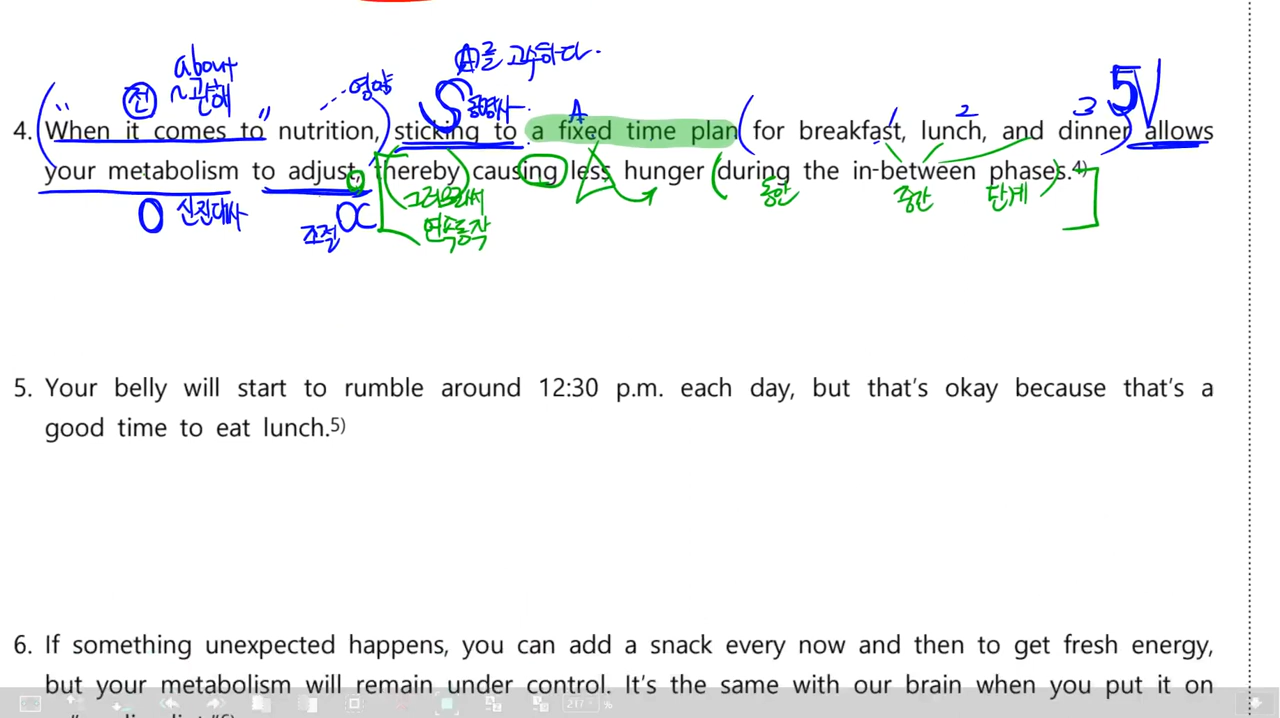 Ⓐ를 고수하다.
about
~관해
전
영양
S 동명사
A
1 2 3 5V
4. When it comes to nutrition, sticking to a fixed time plan for breakfast, lunch, and dinner allows
your metabolism to adjust, thereby causing less hunger during the in-between phases.4)
O 신진대사
조절 OC
그럼으로써
연속동작
동안
중간
단계
5. Your belly will start to rumble around 12:30 p.m. each day, but that's okay because that's a
good time to eat lunch.5)
6. If something unexpected happens, you can add a snack every now and then to get fresh energy,
but your metabolism will remain under control. It's the same with our brain when you put it on